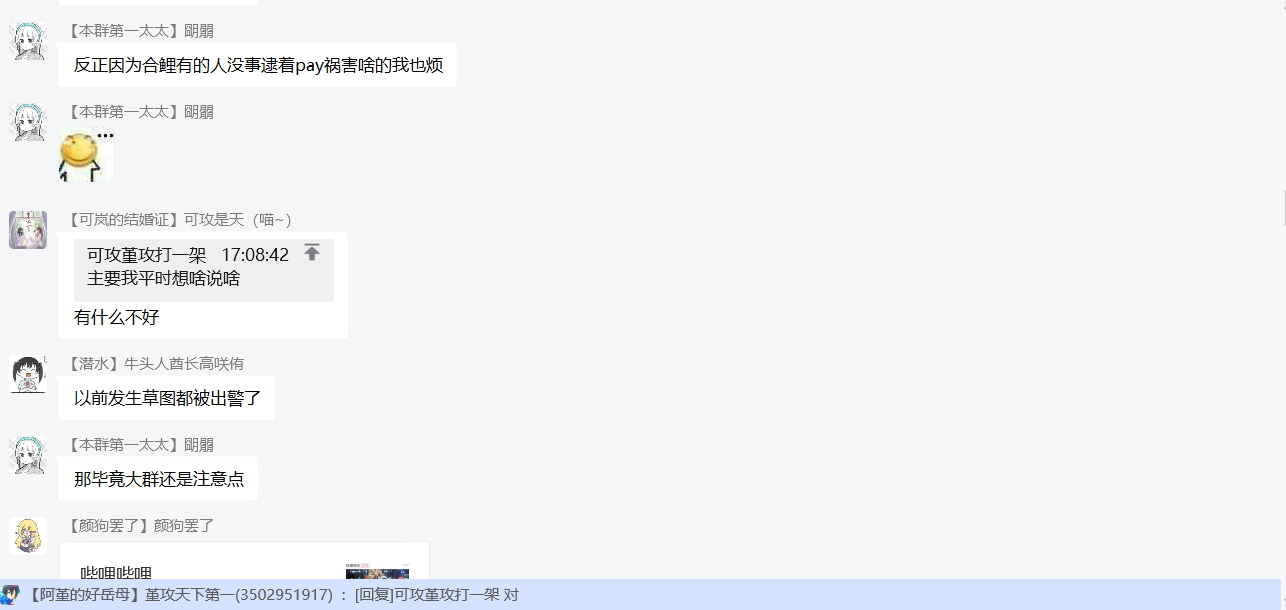 【本群第一太太】朙朤
反正因为合鲤有的人没事逮着pay祸害啥的我也烦
【本群第一太太】朙朤
【可岚的结婚证】可攻是天（喵~）
可攻堇攻打一架 17:08:42
主要我平时想啥说啥
有什么不好
【潜水】牛头人酋长高咲侑
以前发生草图都被出警了
【本群第一太太】朙朤
那毕竟大群还是注意点
【颜狗罢了】颜狗罢了
哔哩哔哩
【阿堇的好岳母】堇攻天下第一(3502951917) ：[回复]可攻堇攻打一架 对